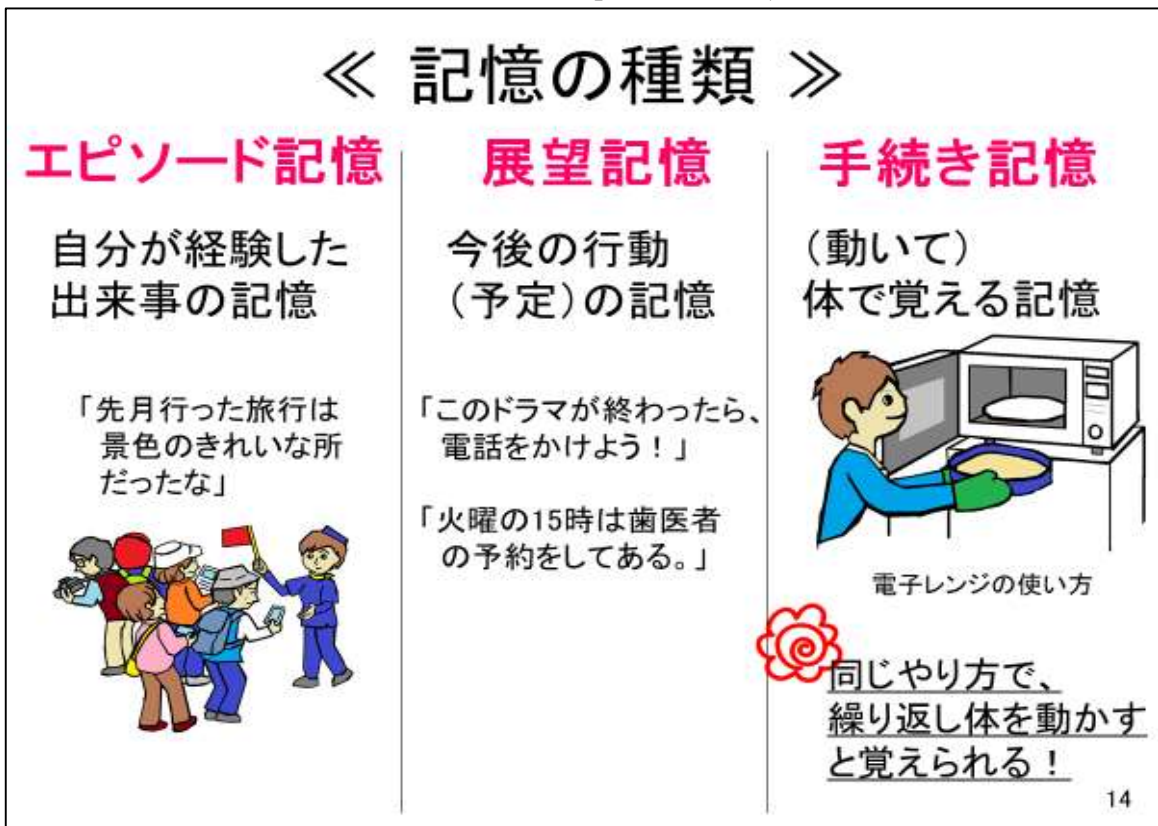 ≪ 記憶の種類 ≫
エピソード記憶
自分が経験した
出来事の記憶
「先月行った旅行は
景色のきれいな所
だったな」
展望記憶
今後の行動
(予定)の記憶
「このドラマが終わったら、
電話をかけよう!」
「火曜の15時は歯医者
の予約をしてある。」
手続き記憶
(動いて)
体で覚える記憶
電子レンジの使い方
同じやり方で、
繰り返し体を動かす
と覚えられる!
14